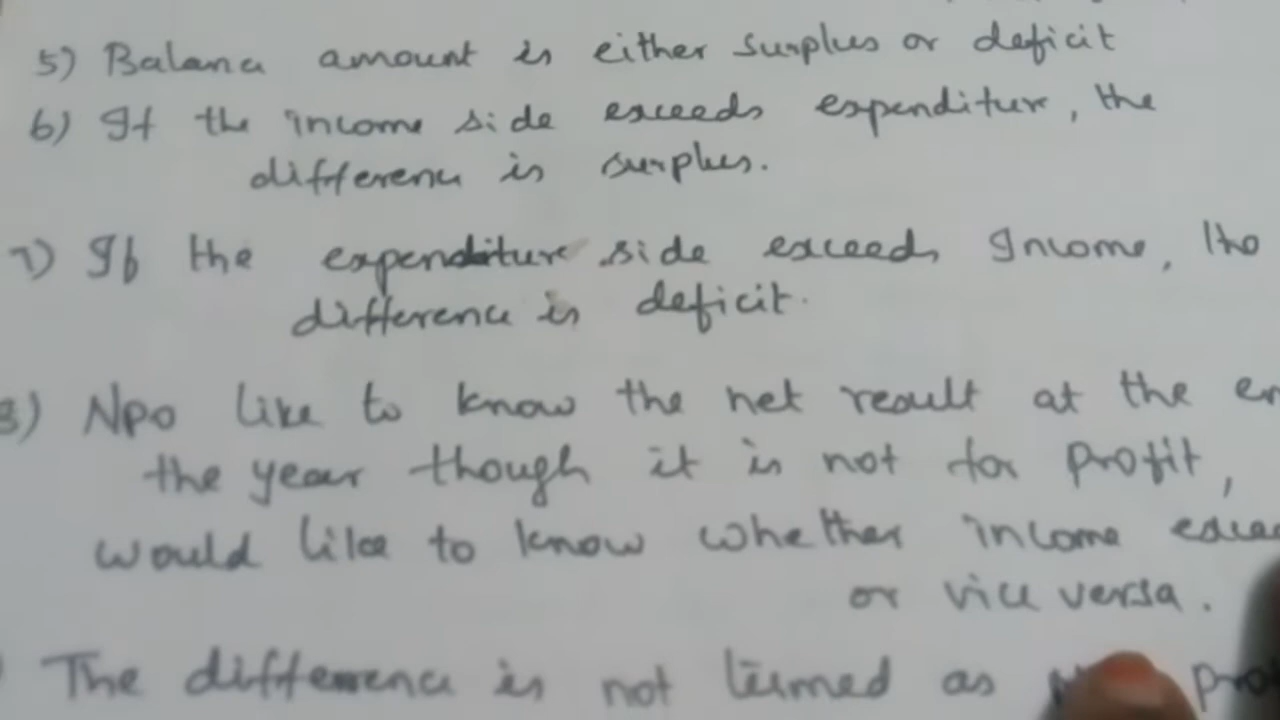 5) Balance amount is either surplus or deficit
6) If the income side exceeds expenditure, the
difference is surplus.
7) If the expenditure side exceeds Income, the
difference is deficit.
) NPO like to know the net result at the
the year though it is not for profit,
would like to know whether income
or vice versa.
The difference is not termed as